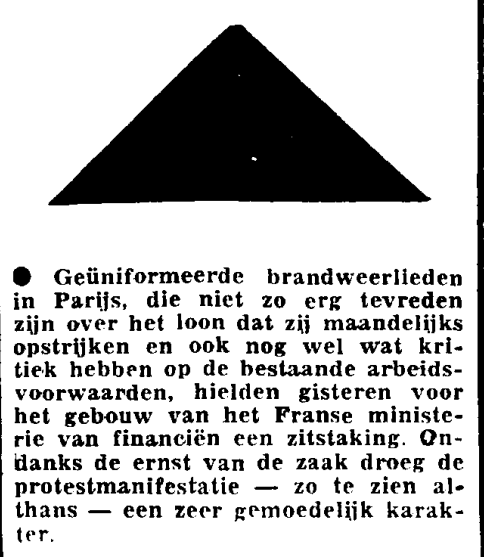 ● Geüniformeerde brandweerlieden
in Parijs, die niet zo erg tevreden
zijn over het loon dat zij maandelijks
opstrijken en ook nog wel wat kri-
tiek hebben op de bestaande arbeids-
voorwaarden, hielden gisteren voor
het gebouw van het Franse ministe-
rie van financiën een zitstaking. On-
danks de ernst van de zaak droeg de
protestmanifestatie — zo te zien al-
thans — een zeer gemoedelijk karak-
ter.